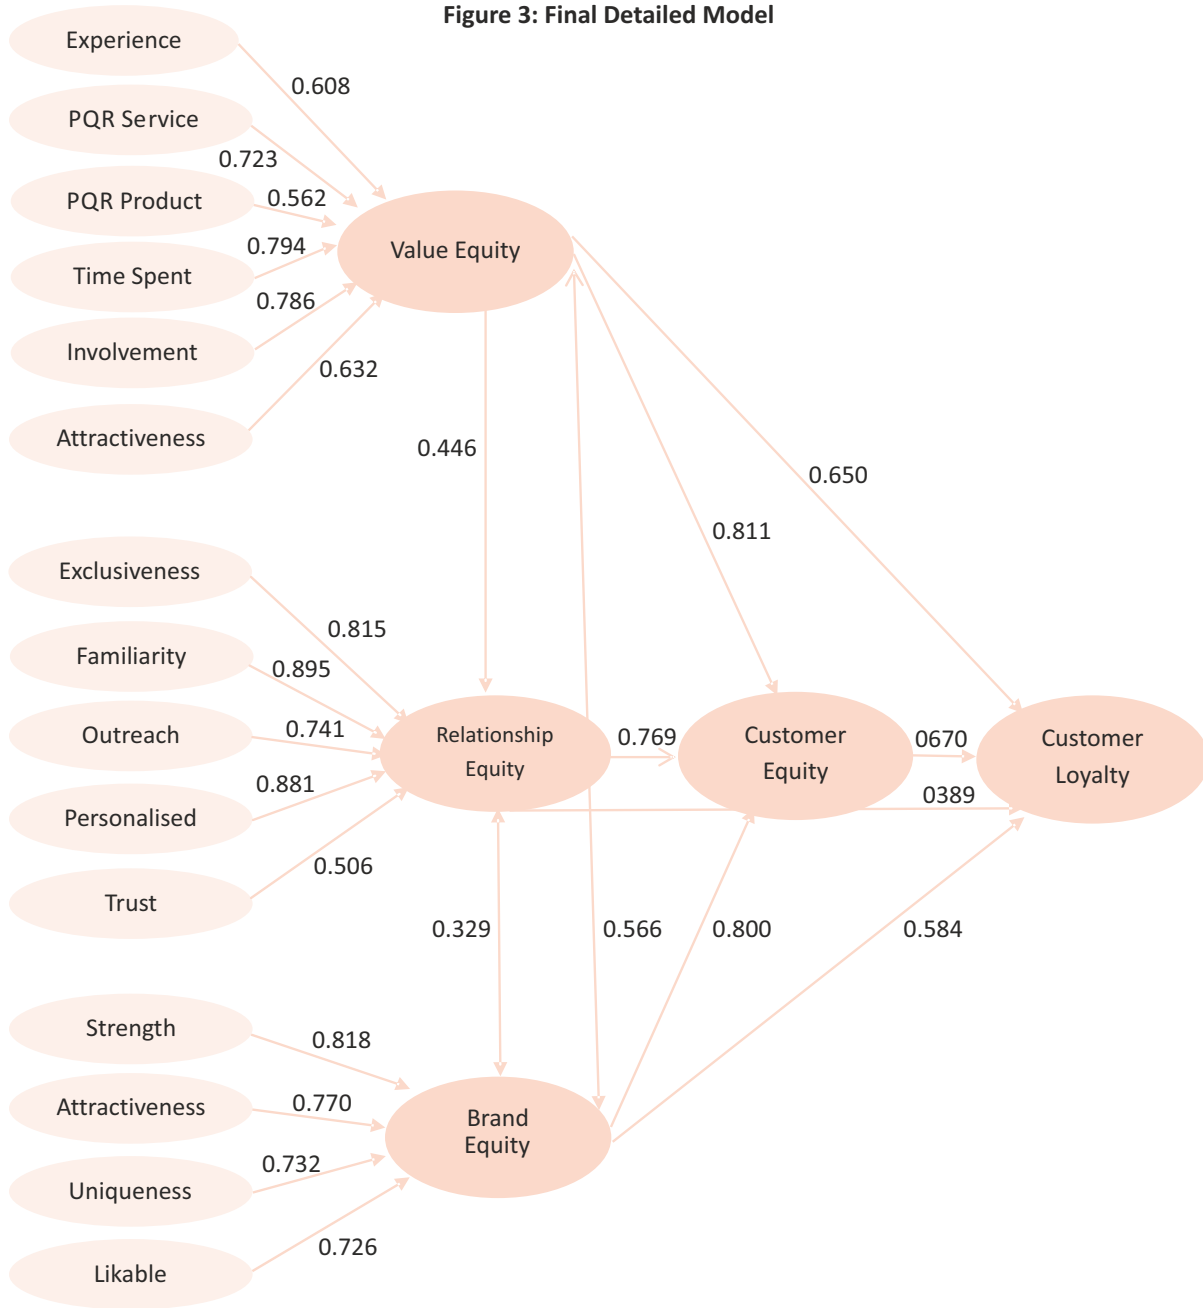 Figure 3: Final Detailed Model
Experience
0.608
PQR Service
0.723
PQR Product
0.562
Time Spent
0.794
Involvement
0.786
Attractiveness
0.632
Value Equity
0.446
0.650
0.811
Exclusiveness
0.815
Familiarity
0.895
Outreach
0.741
Personalised
0.881
Trust
0.506
Relationship
Equity
0.769
Customer
Equity
0670
Customer
Loyalty
0389
0.329
0.566
0.800
0.584
Strength
0.818
Attractiveness
0.770
Uniqueness
0.732
Likable
0.726
Brand
Equity